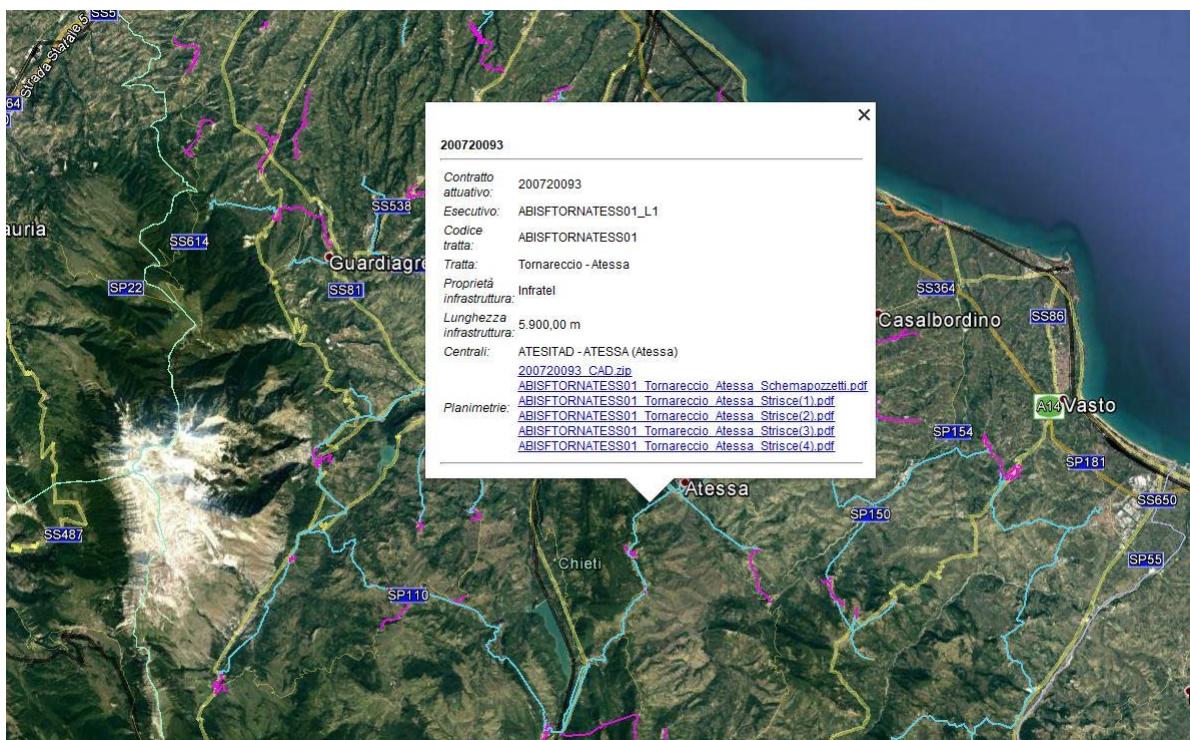 SS5
Strada Statale 5
64
auria
SS614
SP22
SS538
Guardiagre
SS81
SS487
SP110
200720093
Contratto attuativo: 200720093
Esecutivo: ABISFTORNATESS01_L1
Codice tratta: ABISFTORNATESS01
Tratta: Tornareccio - Atessa
Proprietà infrastruttura: Infratel
Lunghezza infrastruttura: 5.900,00 m
Centrali: ATESITAD - ATESSA (Atessa)
Planimetrie: 200720093_CAD.zip
ABISFTORNATESS01_Tornareccio_Atessa_Schemapozzetti.pdf
ABISFTORNATESS01_Tornareccio_Atessa_Strisce(1).pdf
ABISFTORNATESS01_Tornareccio_Atessa_Strisce(2).pdf
ABISFTORNATESS01_Tornareccio_Atessa_Strisce(3).pdf
ABISFTORNATESS01_Tornareccio_Atessa_Strisce(4).pdf
Atessa
Chieti
SS364
SS86
Casalbordino
A14
Vasto
SP154
SP181
SS650
SP150
SP55